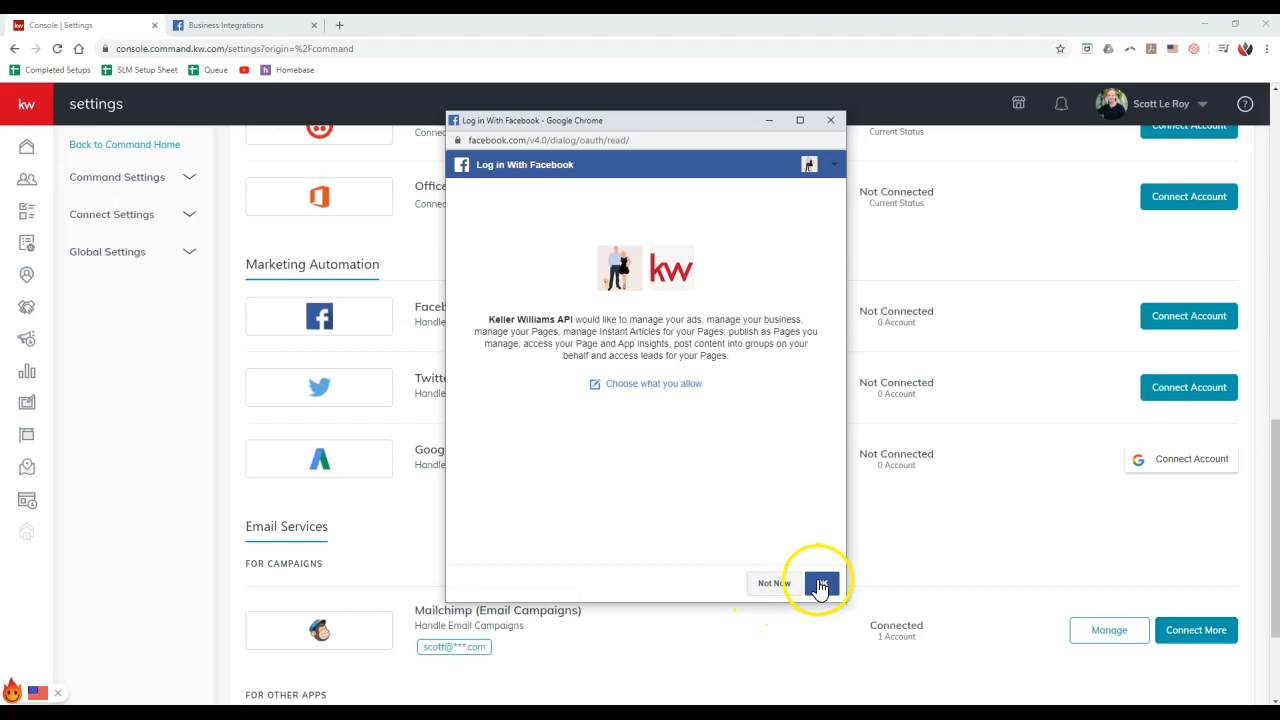 kw Console | Settings
Business Integrations
console.command.kw.com/settings?origin=%2Fcommand
Completed Setups
SLM Setup Sheet
Queue
h Homebase
kw
settings
Scott Le Roy
?
Back to Command Home
Command Settings
Connect Settings
Global Settings
Current Status
Connect Account
Not Connected
Current Status
Connect Account
Marketing Automation
Handle
Not Connected
0 Account
Connect Account
Handle
Not Connected
0 Account
Connect Account
Handle
Not Connected
0 Account
Connect Account
Email Services
FOR CAMPAIGNS
Mailchimp (Email Campaigns)
Handle Email Campaigns
scott@***.com
Connected
1 Account
Manage
Connect More
FOR OTHER APPS
Log in With Facebook - Google Chrome
facebook.com/v4.0/dialog/oauth/read/
Log in With Facebook
kw
Keller Williams API would like to manage your ads, manage your business,
manage your Pages, manage Instant Articles for your Pages, publish as Pages you
manage, access your Page and App insights, post content into groups on your
behalf and access leads for your Pages.
Choose what you allow
Not Now